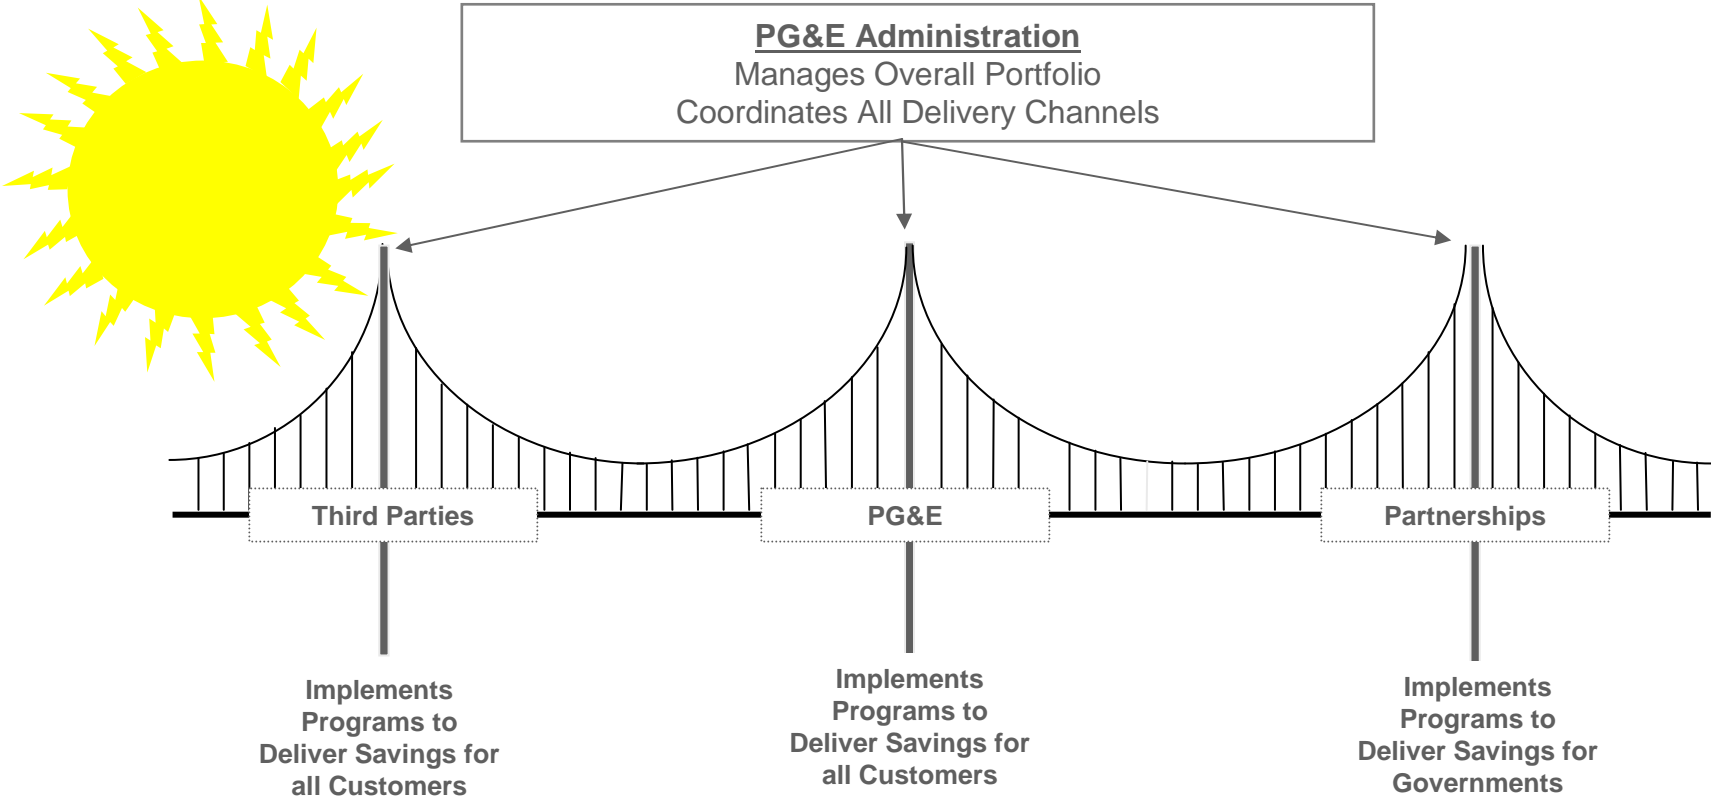 PG&E Administration
Manages Overall Portfolio
Coordinates All Delivery Channels
Third Parties
PG&E
Partnerships
Implements
Programs to
Deliver Savings for
all Customers
Implements
Programs to
Deliver Savings for
all Customers
Implements
Programs to
Deliver Savings for
Governments